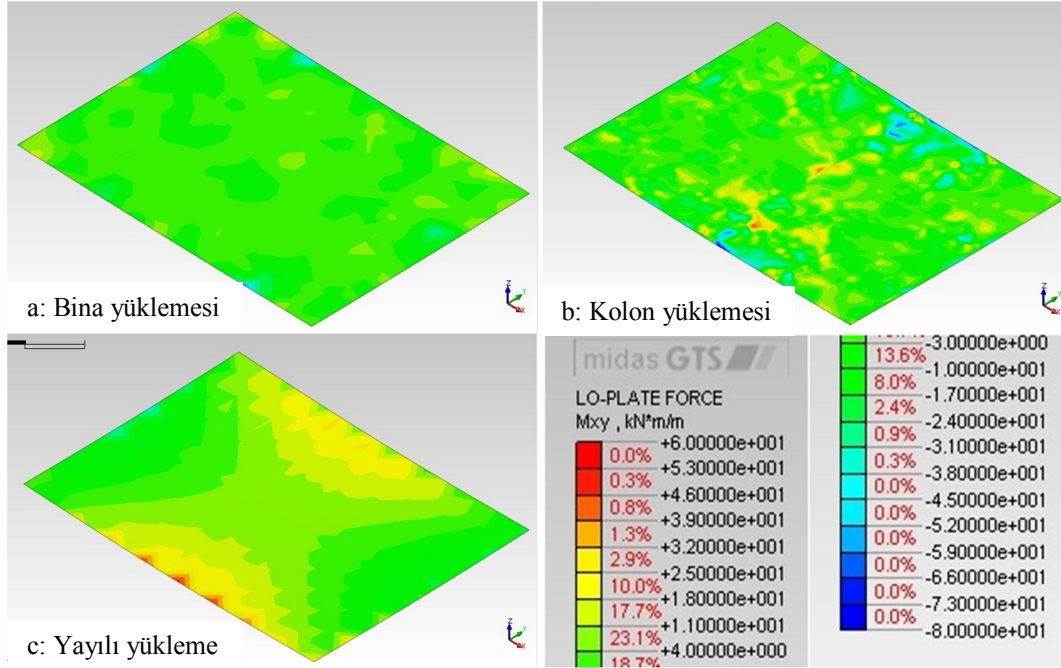 a: Bina yüklemesi
b: Kolon yüklemesi
c: Yayılı yükleme
midas GTS
LO-PLATE FORCE
Mxy , kN*m/m
+6.00000e+001
0.0%
+5.30000e+001
0.3%
+4.60000e+001
0.8%
+3.90000e+001
1.3%
+3.20000e+001
2.9%
+2.50000e+001
10.0%
+1.80000e+001
17.7%
+1.10000e+001
23.1%
+4.00000e+000
18.7%
-3.00000e+000
13.6%
-1.00000e+001
8.0%
-1.70000e+001
2.4%
-2.40000e+001
0.9%
-3.10000e+001
0.3%
-3.80000e+001
0.0%
-4.50000e+001
0.0%
-5.20000e+001
0.0%
-5.90000e+001
0.0%
-6.60000e+001
0.0%
-7.30000e+001
0.0%
-8.00000e+001